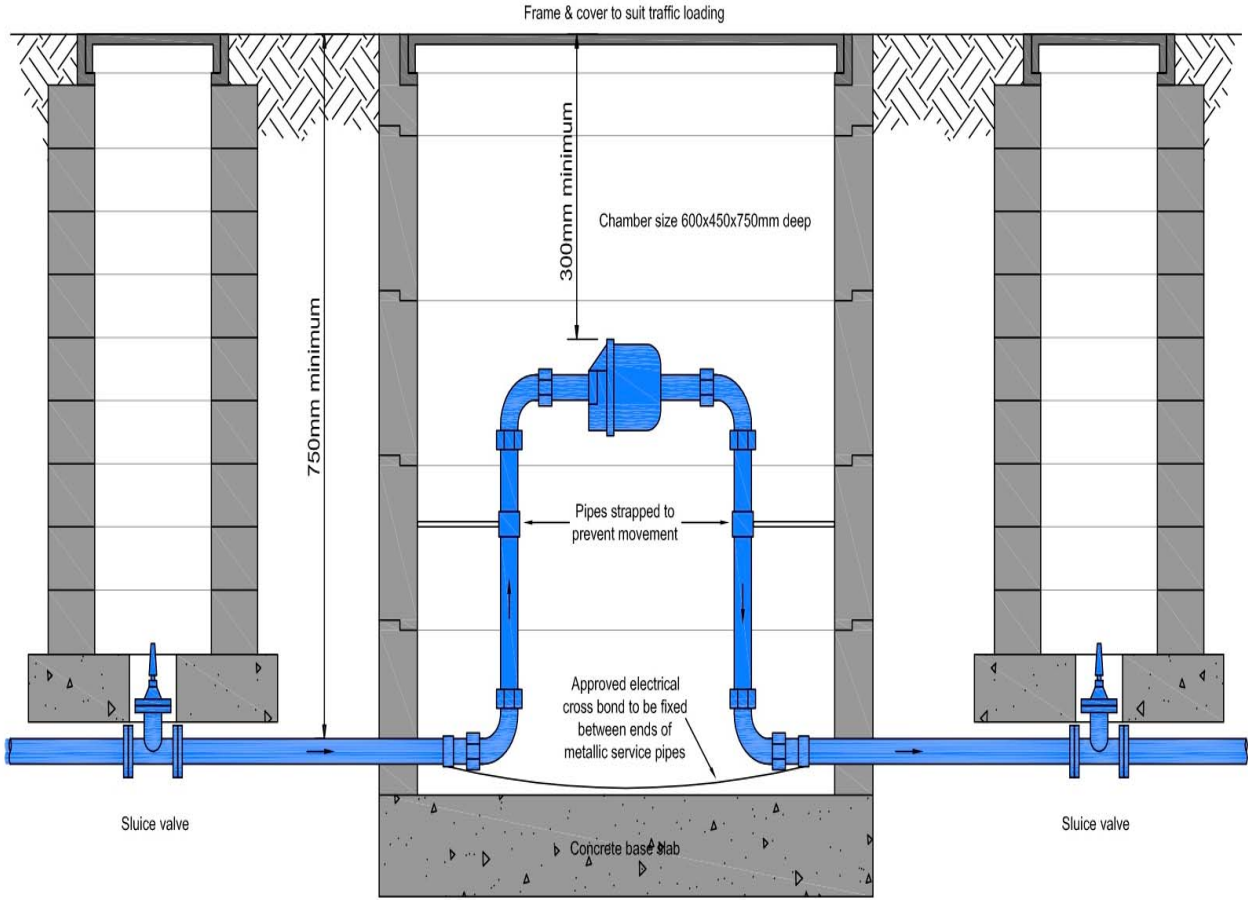 Frame & cover to suit traffic loading
300mm minimum
Chamber size 600x450x750mm deep
750mm minimum
Pipes strapped to
prevent movement
Approved electrical
cross bond to be fixed
between ends of
metallic service pipes
Sluice valve
Sluice valve
Concrete base slab